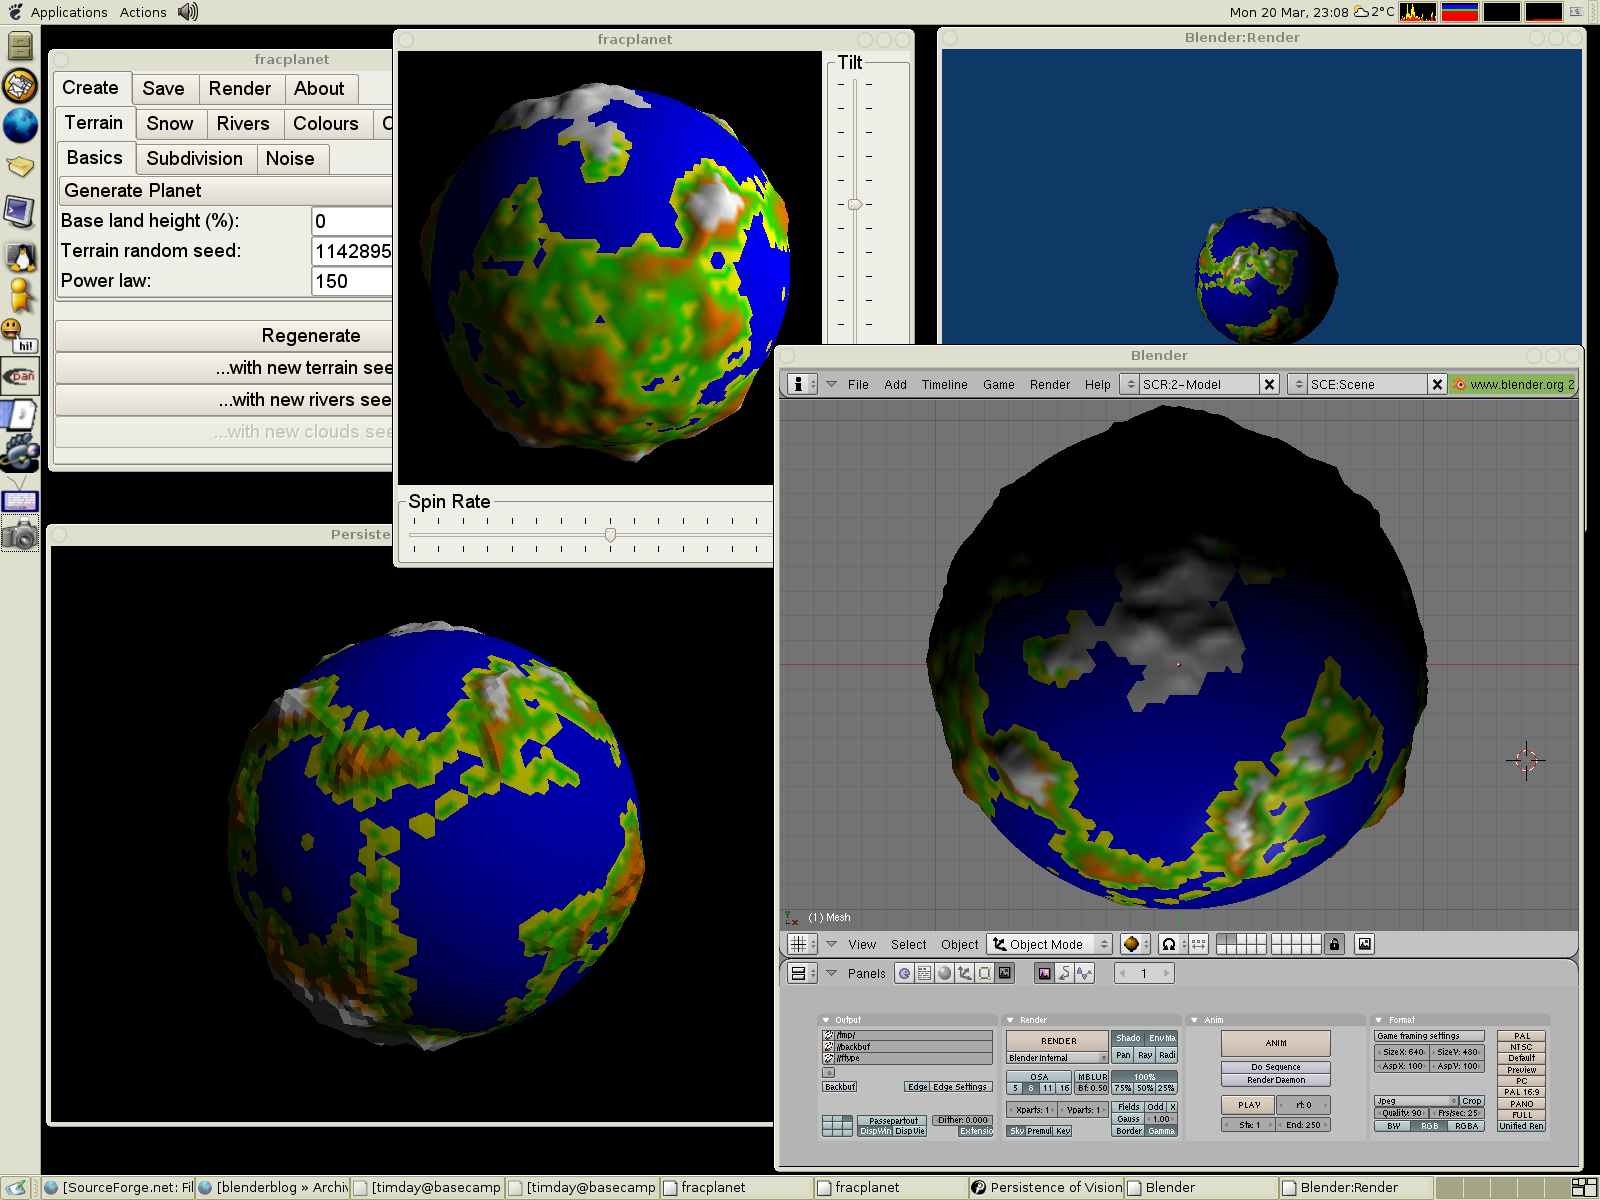 Applications Actions
Mon 20 Mar, 23:08 2°C
fracplanet
Create Save Render About
Terrain Snow Rivers Colours
Basics Subdivision Noise
Generate Planet
Base land height (%): 0
Terrain random seed: 1142895
Power law: 150
Regenerate
...with new terrain see
...with new rivers see
...with new clouds see
hi!
pan
fracplanet
Tilt
Spin Rate
Persiste
Blender:Render
Blender
File Add Timeline Game Render Help SCR:2-Model SCE:Scene www.blender.org 2
(1) Mesh
View Select Object Object Mode
Panels 1
Output
/tmp/
//backbuf
//ftype
Backbuf Edge Edge Settings
Passepartout Dither: 0.000
DispWin DispVie Extensio
Render
RENDER
Blender Internal
Shado EnvMa
Pan Ray Radi
OSA MBLUR 100%
5 8 11 16 Bf: 0.50 75% 50% 25%
Xparts: 1 Yparts: 1 Fields Odd X
Gauss 1.00
Sky Premul Key Border Gamma
Anim
ANIM
Do Sequence
Render Daemon
PLAY rt: 0
Sta: 1 End: 250
Format
Game framing settings
SizeX: 640 SizeY: 480
AspX: 100 AspY: 100
Jpeg Crop
Quality: 90 Frs/sec: 25
BW RGB RGBA
PAL
NTSC
Default
Preview
PC
PAL 16:9
PANO
FULL
Unified Ren
[SourceForge.net: Fil [blenderblog » Archiv [timday@basecamp [timday@basecamp fracplanet fracplanet Persistence of Vision Blender Blender:Render